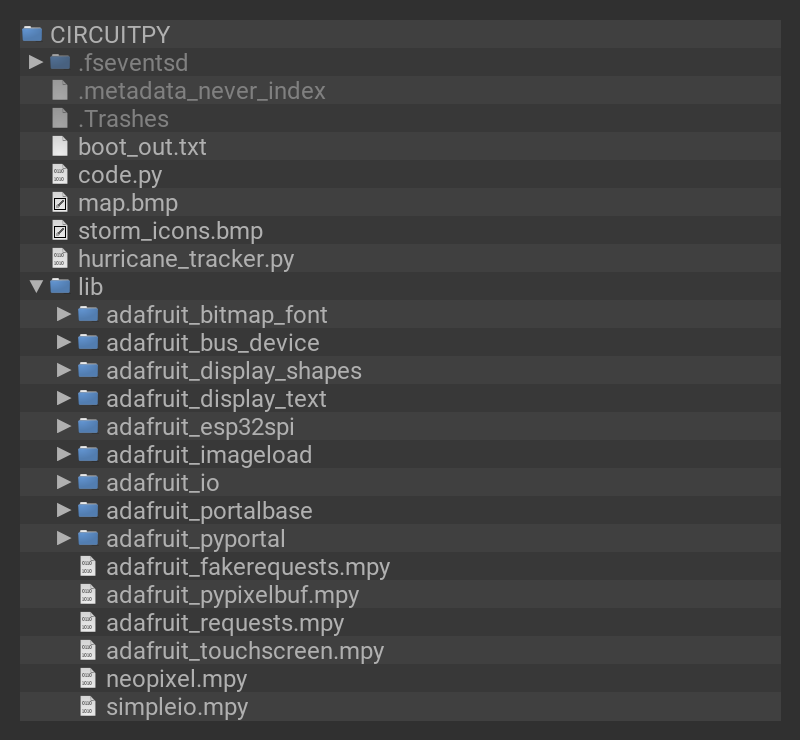 CIRCUITPY
.fseventsd
.metadata_never_index
.Trashes
boot_out.txt
code.py
map.bmp
storm_icons.bmp
hurricane_tracker.py
lib
adafruit_bitmap_font
adafruit_bus_device
adafruit_display_shapes
adafruit_display_text
adafruit_esp32spi
adafruit_imageload
adafruit_io
adafruit_portalbase
adafruit_pyportal
adafruit_fakerequests.mpy
adafruit_pypixelbuf.mpy
adafruit_requests.mpy
adafruit_touchscreen.mpy
neopixel.mpy
simpleio.mpy